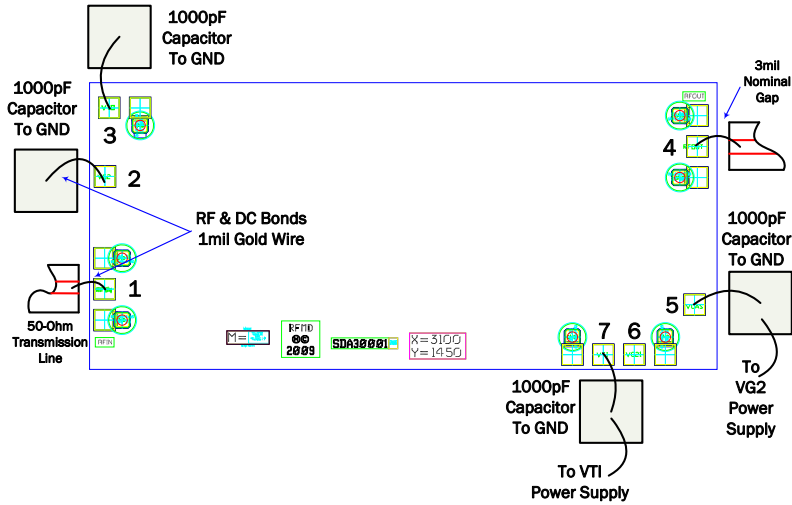 1000pF
Capacitor
To GND
1000pF
Capacitor
To GND
3
2
RF & DC Bonds
1mil Gold Wire
1
50-Ohm
Transmission
Line
RFIN
M=
RFMD
®©
2009
SDA30001
X=3100
Y=1450
3mil
Nominal
Gap
RFOUT
4
1000pF
Capacitor
To GND
5
To
VG2
Power
Supply
7 6
1000pF
Capacitor
To GND
To VTI
Power Supply